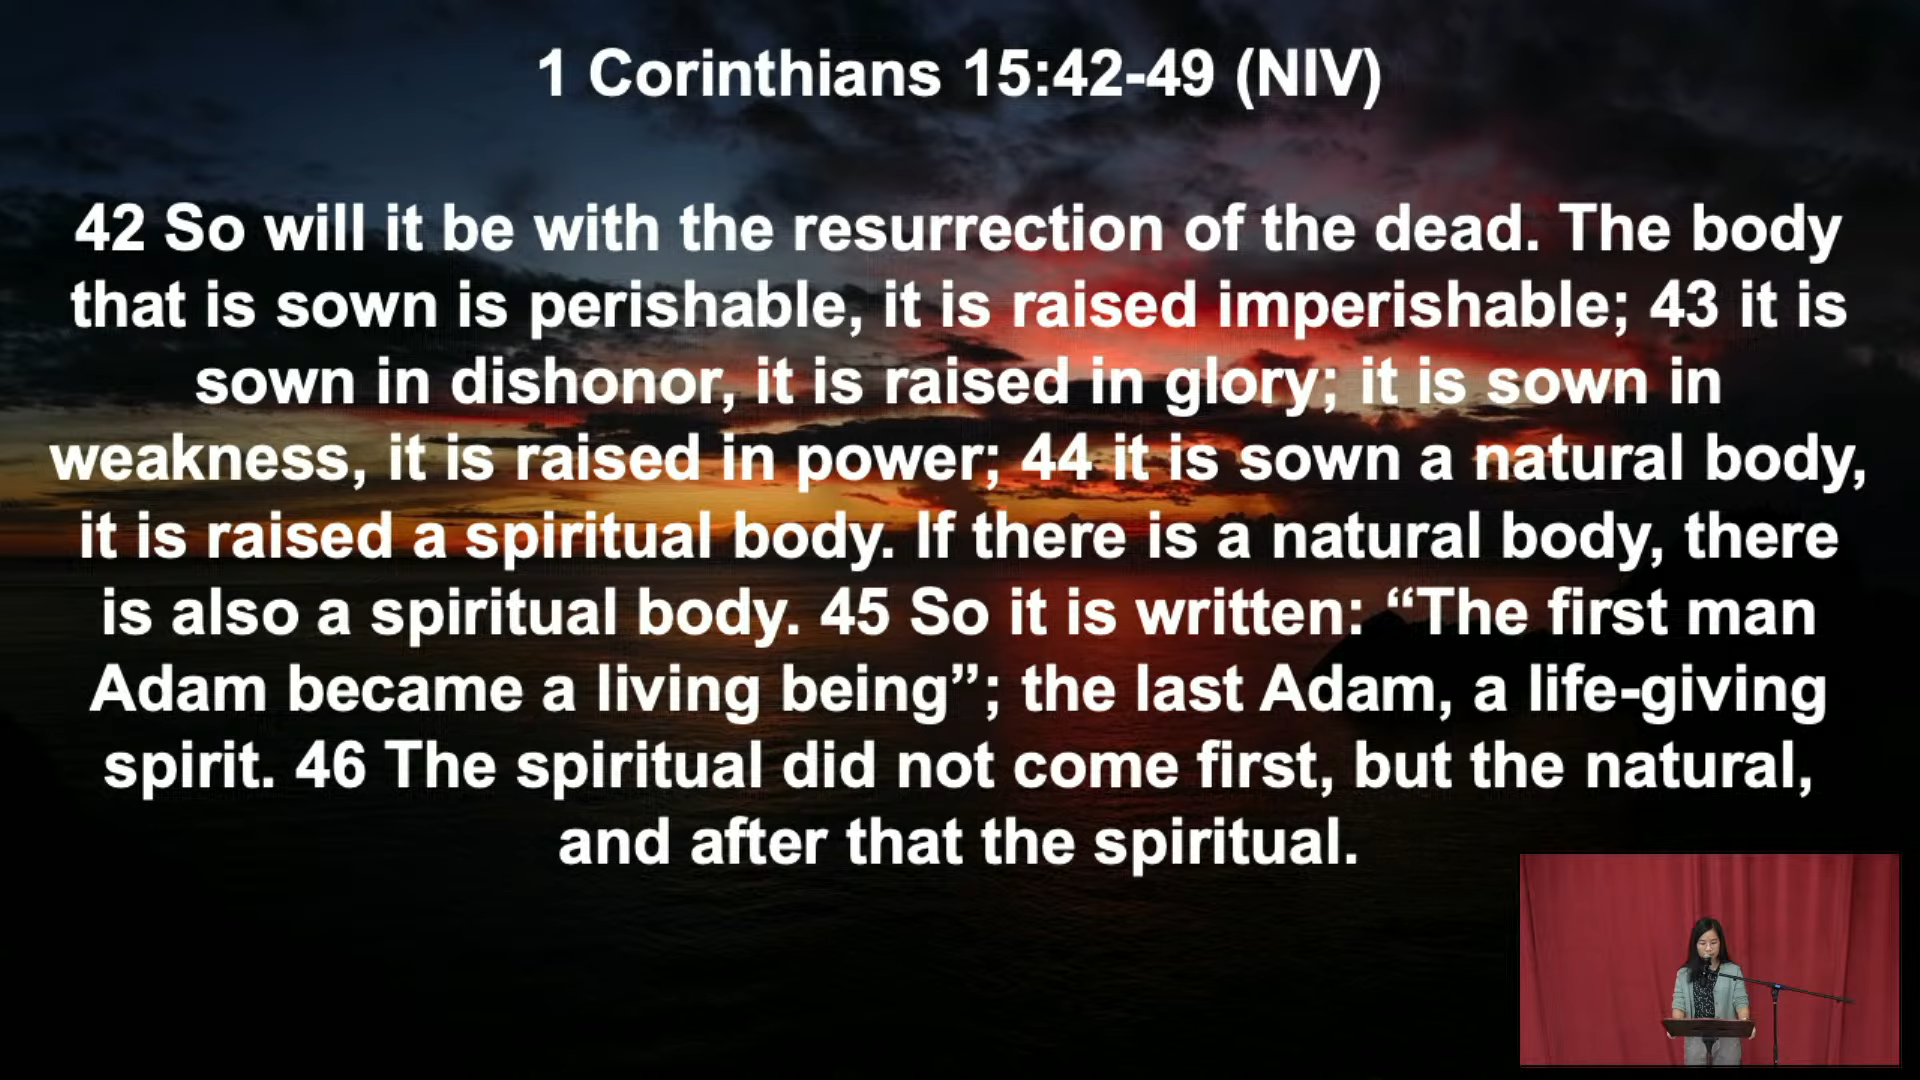 1 Corinthians 15:42-49 (NIV)
42 So will it be with the resurrection of the dead. The body
that is sown is perishable, it is raised imperishable; 43 it is
sown in dishonor, it is raised in glory; it is sown in
weakness, it is raised in power; 44 it is sown a natural body,
it is raised a spiritual body. If there is a natural body, there
is also a spiritual body. 45 So it is written: “The first man
Adam became a living being”; the last Adam, a life-giving
spirit. 46 The spiritual did not come first, but the natural,
and after that the spiritual.